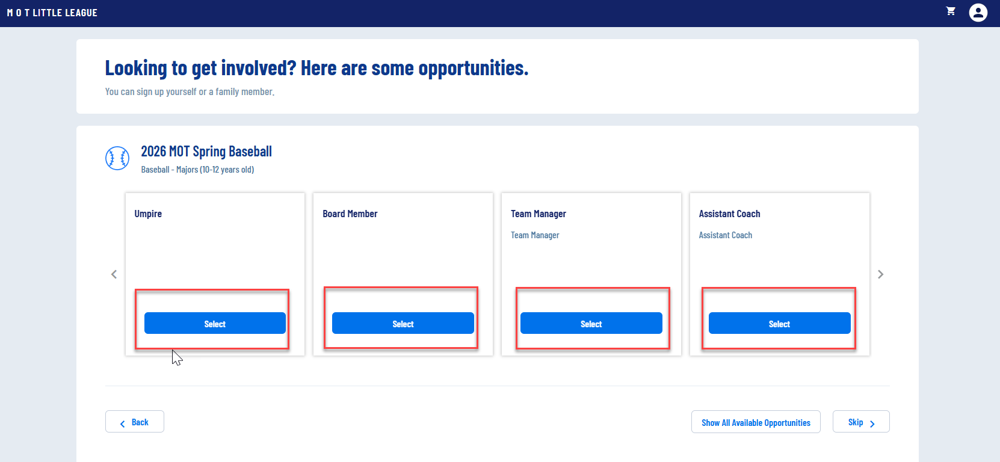 M O T LITTLE LEAGUE
Looking to get involved? Here are some opportunities.
You can sign up yourself or a family member.
2026 MOT Spring Baseball
Baseball - Majors (10-12 years old)
Umpire
Select
Board Member
Select
Team Manager
Team Manager
Select
Assistant Coach
Assistant Coach
Select
Back
Show All Available Opportunities
Skip